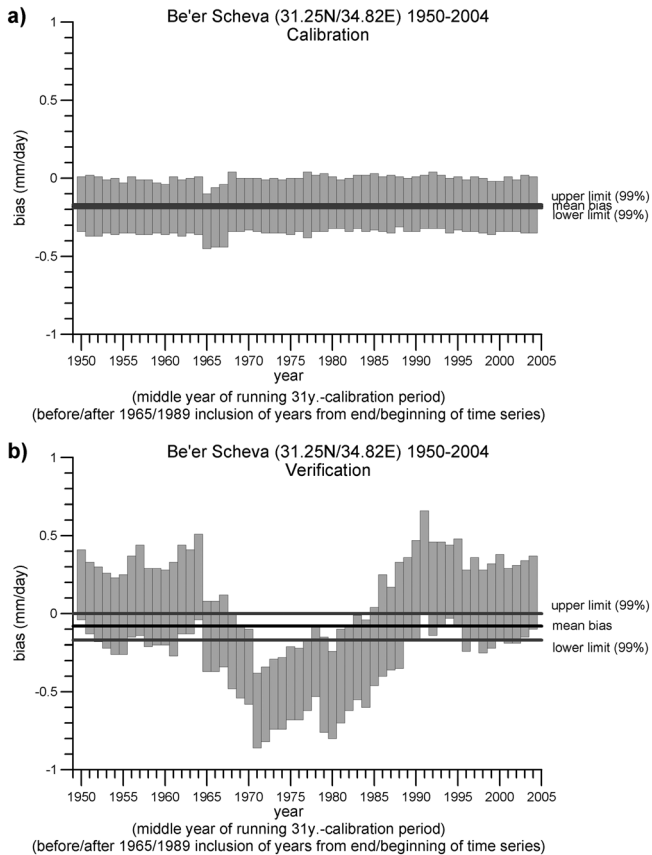 a)
Be'er Scheva (31.25N/34.82E) 1950-2004
Calibration
1
0.5
0
-0.5
-1
bias (mm/day)
upper limit (99%)
mean bias
lower limit (99%)
1950 1955 1960 1965 1970 1975 1980 1985 1990 1995 2000 2005
year
(middle year of running 31y.-calibration period)
(before/after 1965/1989 inclusion of years from end/beginning of time series)
b)
Be'er Scheva (31.25N/34.82E) 1950-2004
Verification
1
0.5
0
-0.5
-1
bias (mm/day)
upper limit (99%)
mean bias
lower limit (99%)
1950 1955 1960 1965 1970 1975 1980 1985 1990 1995 2000 2005
year
(middle year of running 31y.-calibration period)
(before/after 1965/1989 inclusion of years from end/beginning of time series)